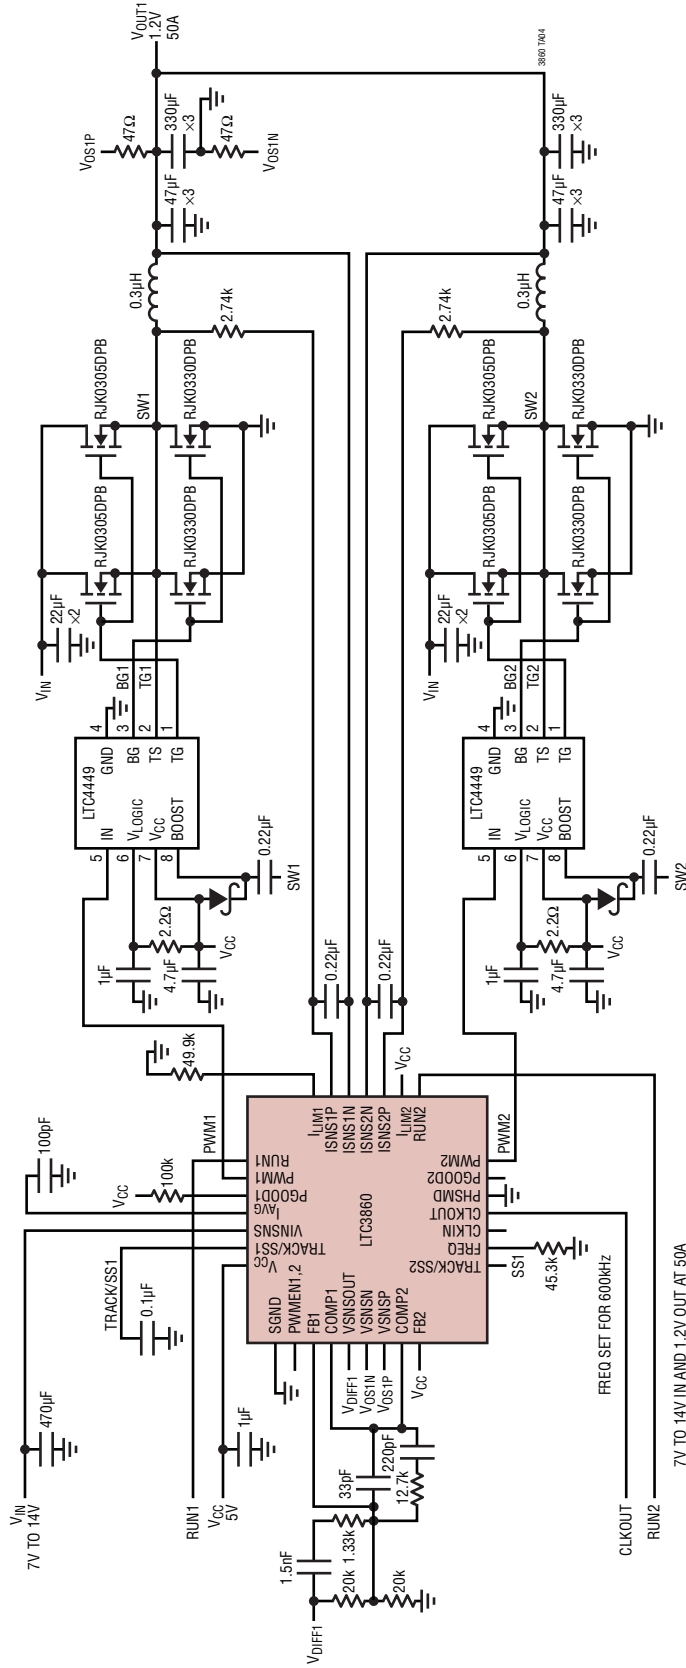 VIN
7V TO 14V
470µF
RUN1
VCC
5V
1µF
TRACK/SS1
0.1µF
VCC
100k
100pF
PWM1
49.9k
VCC
TRACK/SS1
VINSNS
IAVG
PGOOD1
PWM1
RUN1
SGND
PWMEN1,2
FB1
COMP1
VSNSOUT
VSNSN
VSNSP
COMP2
FB2
LTC3860
ILIM1
ISNS1P
ISNS1N
ISNS2N
ISNS2P
ILIM2
RUN2
TRACK/SS2
FREQ
CLKIN
CLKOUT
PHSMD
PGOOD2
PWM2
VDIFF1
VOS1N
VOS1P
VCC
VDIFF1
1.5nF
20k
1.33k
20k
33pF
220pF
12.7k
SS1
45.3k
FREQ SET FOR 600kHz
CLKOUT
RUN2
7V TO 14V IN AND 1.2V OUT AT 50A
PWM2
VCC
0.22µF
0.22µF
1µF
4.7µF
2.2Ω
VCC
0.22µF
SW1
LTC4449
5
IN
6
VLOGIC
7
VCC
8
BOOST
GND
4
BG
3
TS
2
TG
1
BG1
TG1
VIN
22µF
×2
RJK0305DPB
RJK0305DPB
RJK0330DPB
RJK0330DPB
SW1
0.3µH
2.74k
47µF
×3
VOS1P
47Ω
330µF
×3
47Ω
VOS1N
VOUT1
1.2V
50A
1µF
4.7µF
2.2Ω
VCC
0.22µF
SW2
LTC4449
5
IN
6
VLOGIC
7
VCC
8
BOOST
GND
4
BG
3
TS
2
TG
1
BG2
TG2
VIN
22µF
×2
RJK0305DPB
RJK0305DPB
RJK0330DPB
RJK0330DPB
SW2
2.74k
0.3µH
47µF
×3
330µF
×3
3860 TA04